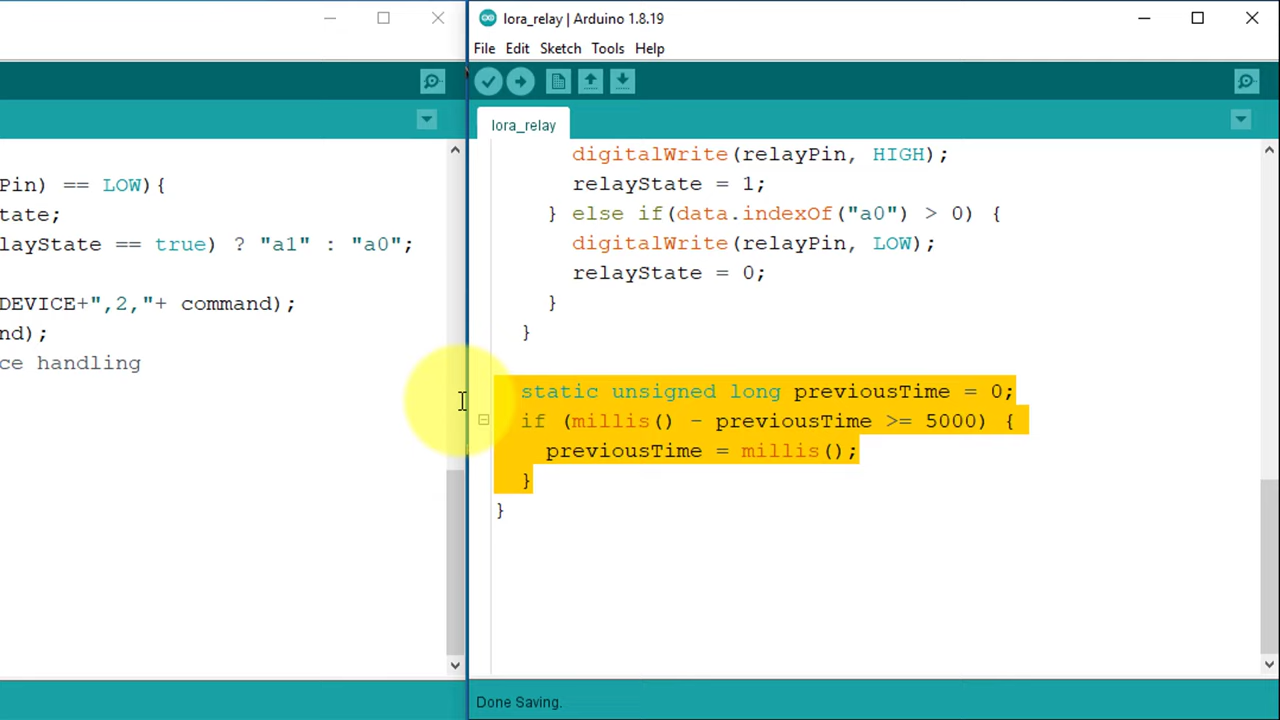 Pin) == LOW){
tate;
layState == true) ? "a1" : "a0";
DEVICE+",2,"+ command);
nd);
ce handling
lora_relay | Arduino 1.8.19
File Edit Sketch Tools Help
lora_relay
digitalWrite(relayPin, HIGH);
relayState = 1;
} else if(data.indexOf("a0") > 0) {
digitalWrite(relayPin, LOW);
relayState = 0;
}
}
static unsigned long previousTime = 0;
if (millis() - previousTime >= 5000) {
previousTime = millis();
}
}
Done Saving.